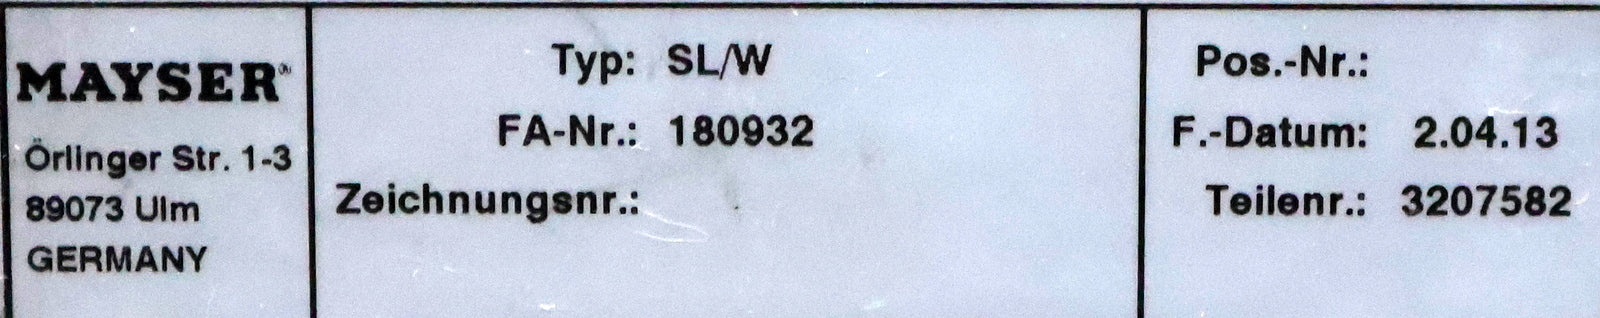 MAYSER®
Örlinger Str. 1-3
89073 Ulm
GERMANY
Typ: SL/W
FA-Nr.: 180932
Zeichnungsnr.:
Pos.-Nr.:
F.-Datum: 2.04.13
Teilenr.: 3207582